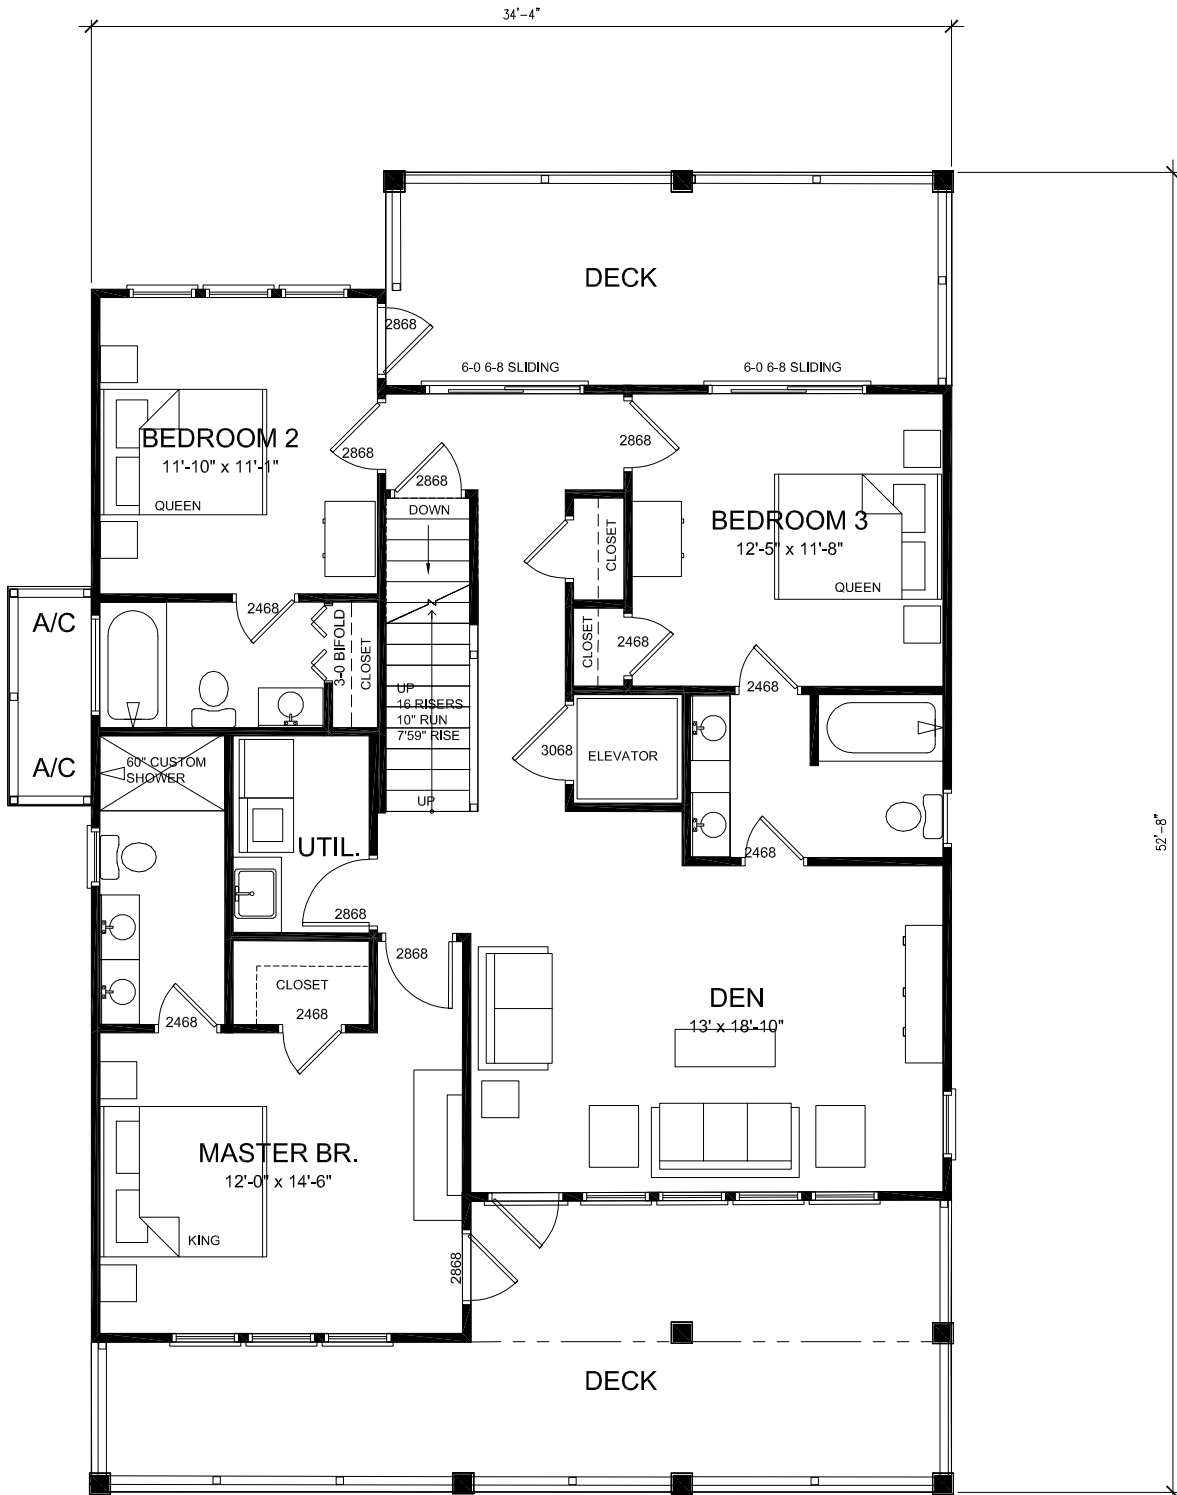 34'-4"
DECK
2868
6-0 6-8 SLIDING
6-0 6-8 SLIDING
BEDROOM 2
11'-10" x 11'-1"
QUEEN
2868
2868
2868
DOWN
CLOSET
BEDROOM 3
12'-5" x 11'-8"
QUEEN
A/C
A/C
2468
3-0 BIFOLD
CLOSET
CLOSET
2468
2468
UP
16 RISERS
10" RUN
7'59" RISE
UP
3068
ELEVATOR
60" CUSTOM
SHOWER
UTIL.
2868
2468
52'-8"
2868
CLOSET
2468
2468
DEN
13' x 18'-10"
MASTER BR.
12'-0" x 14'-6"
KING
2868
DECK